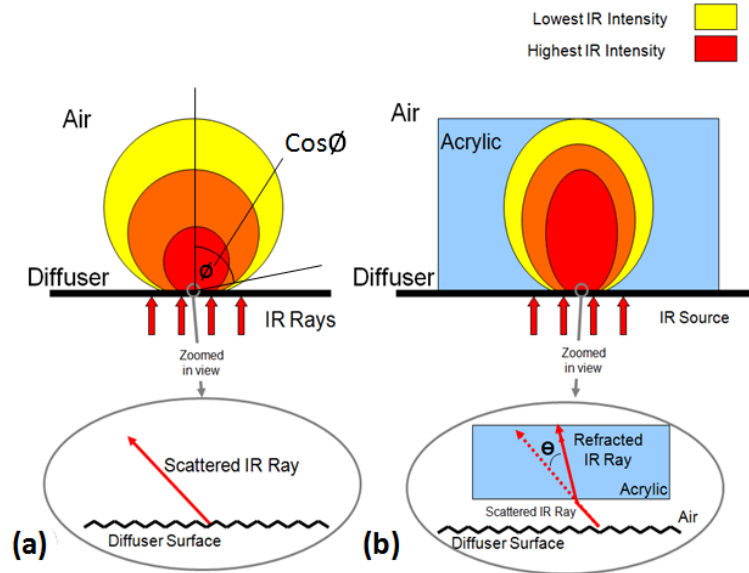 Lowest IR Intensity
Highest IR Intensity
Air
CosØ
Ø
Diffuser
IR Rays
Zoomed
in view
Scattered IR Ray
Diffuser Surface
(a)
Air
Acrylic
Diffuser
IR Source
Zoomed
in view
Refracted
IR Ray
ϴ
Acrylic
Scattered IR Ray
Air
Diffuser Surface
(b)